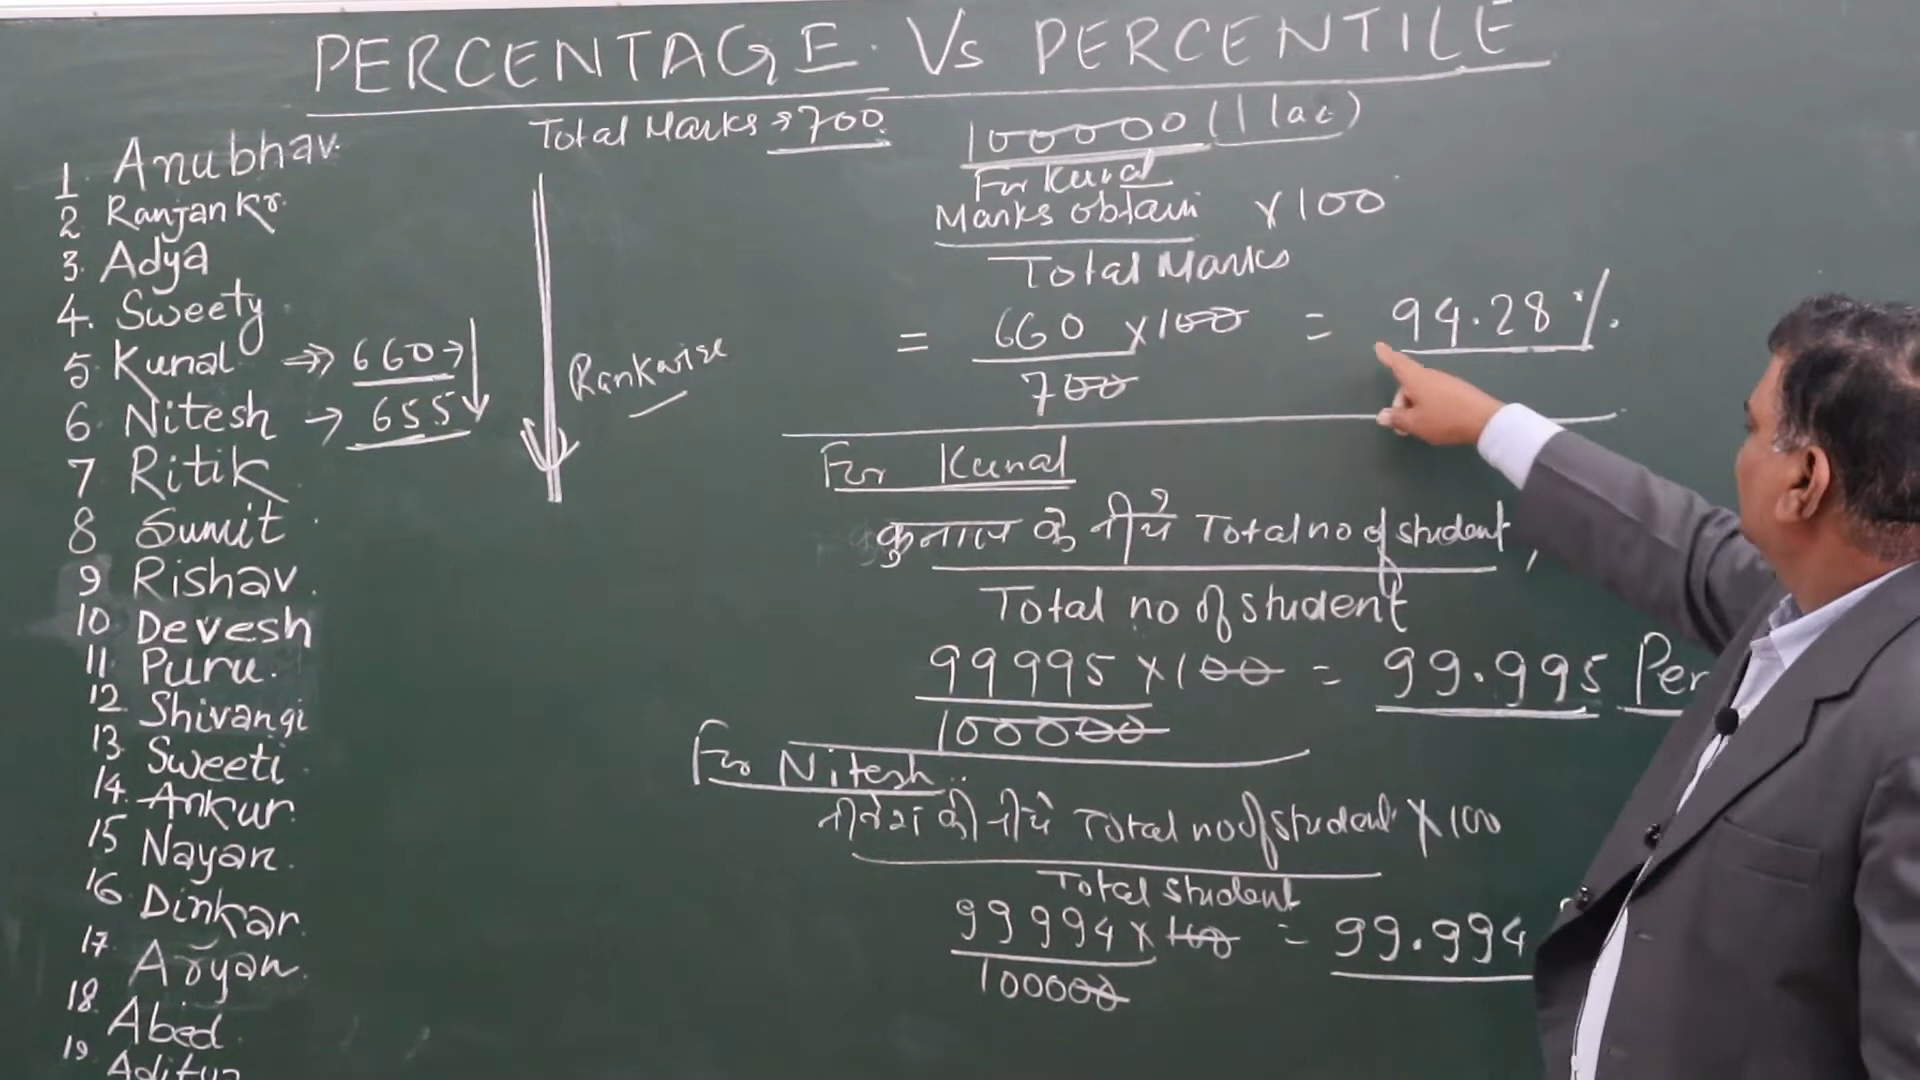 PERCENTAGE Vs PERCENTILE
Total Marks → 700
100000 (1 lac)
1. Anubhav.
2 Ranjan Kr.
3. Adya
4. Sweety
5. Kunal ⇒ 660 →
6. Nitesh → 655
7 Ritik
8 Sumit
9 Rishav.
10 Devesh
11. Puru.
12 Shivangi
13. Sweeti
14. Ankur
15 Nayan.
16 Dinkar.
17. Aryan.
18. Abed
19. Aditya
Rankwise
For Kunal
Marks obtain x 100
Total Marks
= 660 x 100 = 94.28 %.
700
For Kunal
कुनाल के नीचे Total no of student,
Total no of student
99995 x 100 = 99.995 Per
100000
For Nitesh
नीतेश के नीचे Total no of student x 100
Total student
99994 x 100 = 99.994
100000